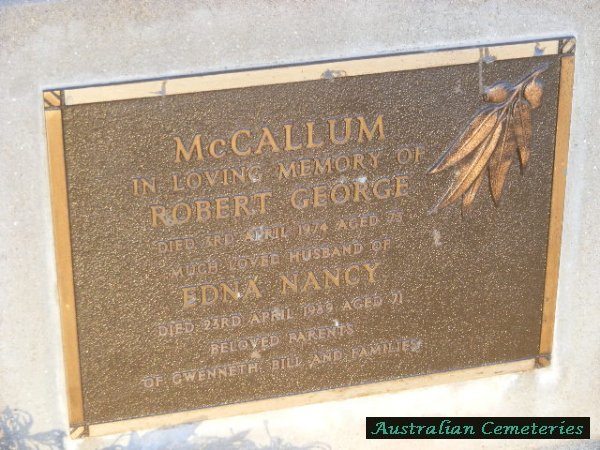 McCALLUM
IN LOVING MEMORY OF
ROBERT GEORGE
DIED 3RD APRIL 1974 AGED 73
MUCH LOVED HUSBAND OF
EDNA NANCY
DIED 23RD APRIL 1989 AGED 71
BELOVED PARENTS
OF GWENNETH, BILL AND FAMILIES
Australian Cemeteries